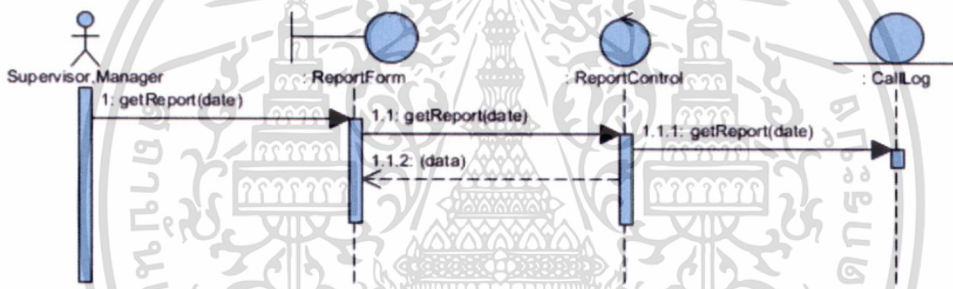 Supervisor,Manager
: ReportForm
: ReportControl
: CallLog
1: getReport(date)
1.1: getReport(date)
1.1.1: getReport(date)
1.1.2: (data)